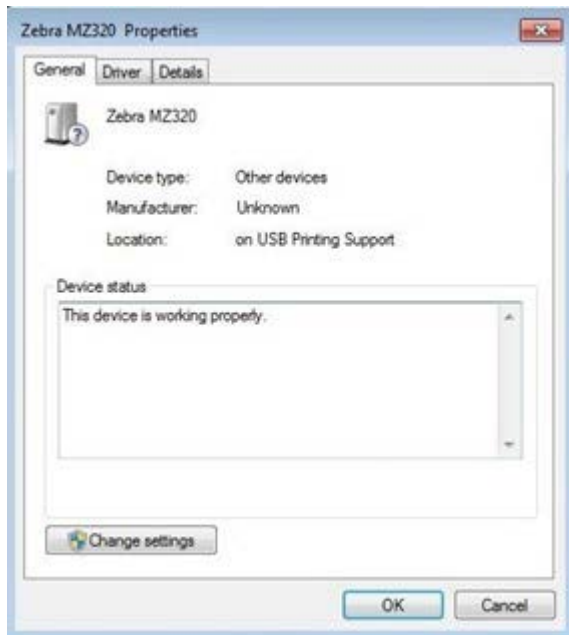 Zebra MZ320 Properties
General Driver Details
Zebra MZ320
Device type: Other devices
Manufacturer: Unknown
Location: on USB Printing Support
Device status
This device is working properly.
Change settings
OK Cancel